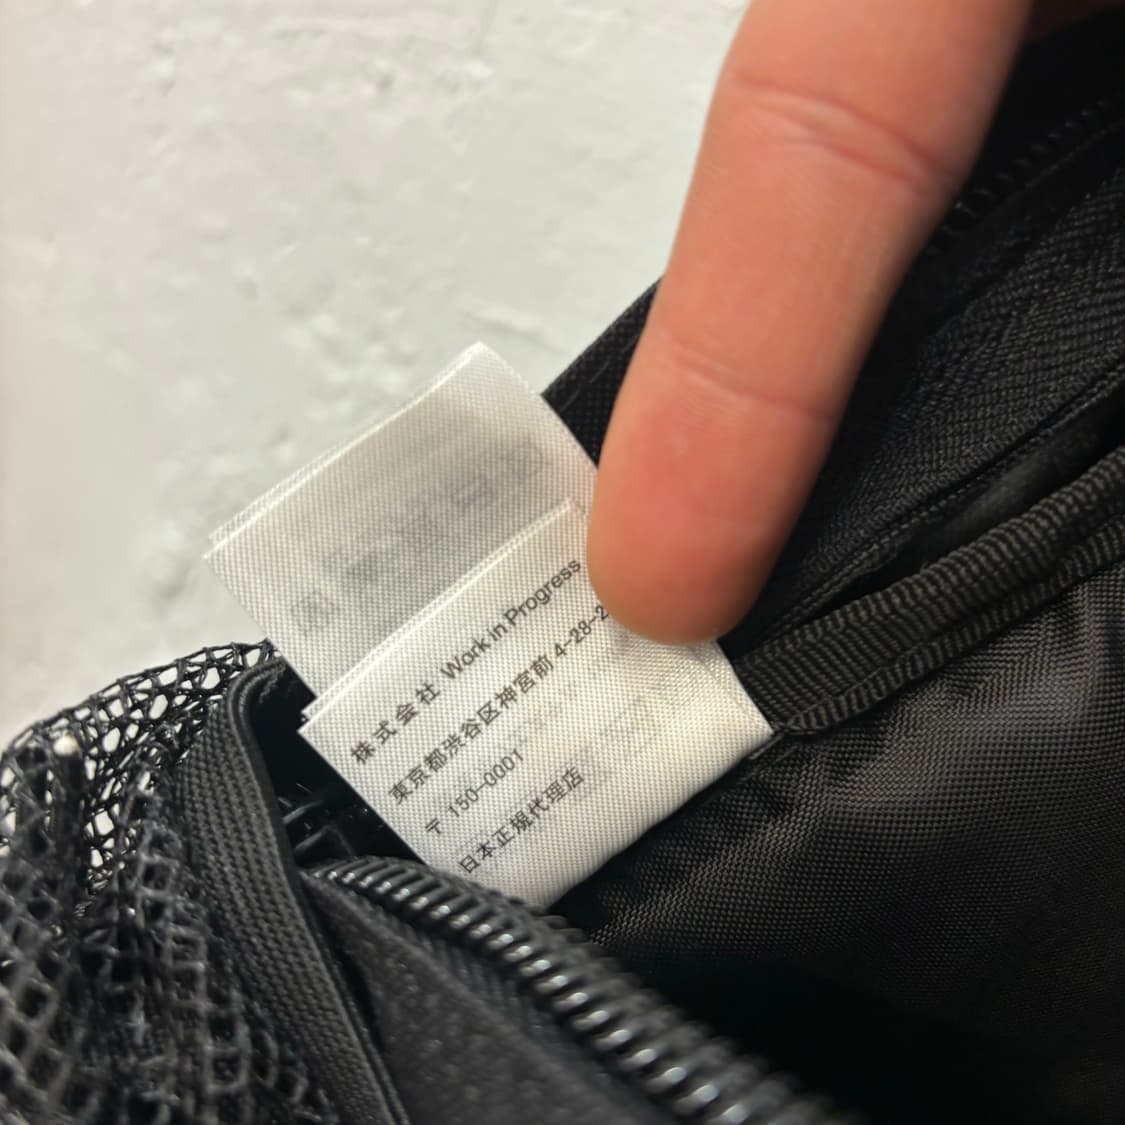 株式会社 Work in Progress
東京都渋谷区神宮前 4-28-2
〒 150-0001
日本正規代理店